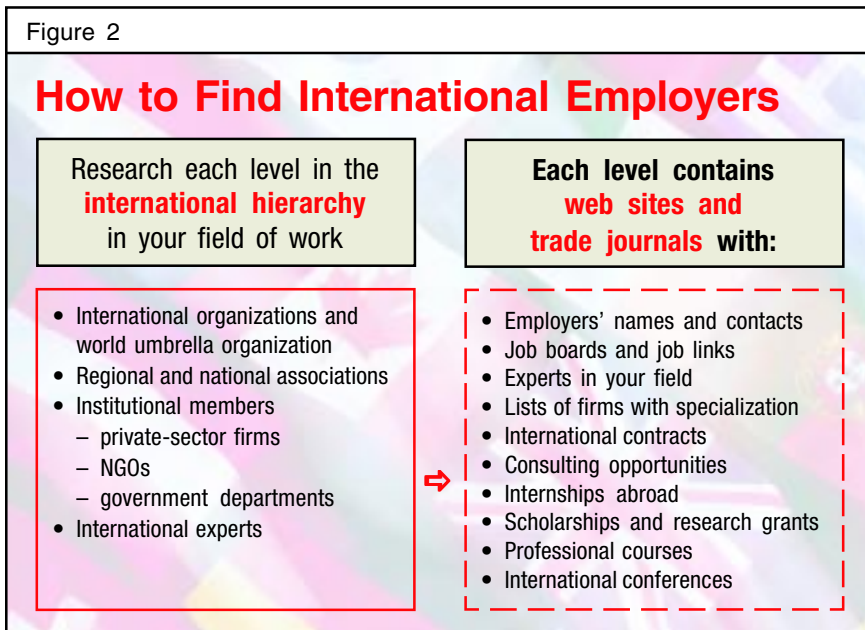 Figure 2
How to Find International Employers
Research each level in the
international hierarchy
in your field of work
Each level contains
web sites and
trade journals with:
• International organizations and
world umbrella organization
• Regional and national associations
• Institutional members
– private-sector firms
– NGOs
– government departments
• International experts
⇨
• Employers’ names and contacts
• Job boards and job links
• Experts in your field
• Lists of firms with specialization
• International contracts
• Consulting opportunities
• Internships abroad
• Scholarships and research grants
• Professional courses
• International conferences